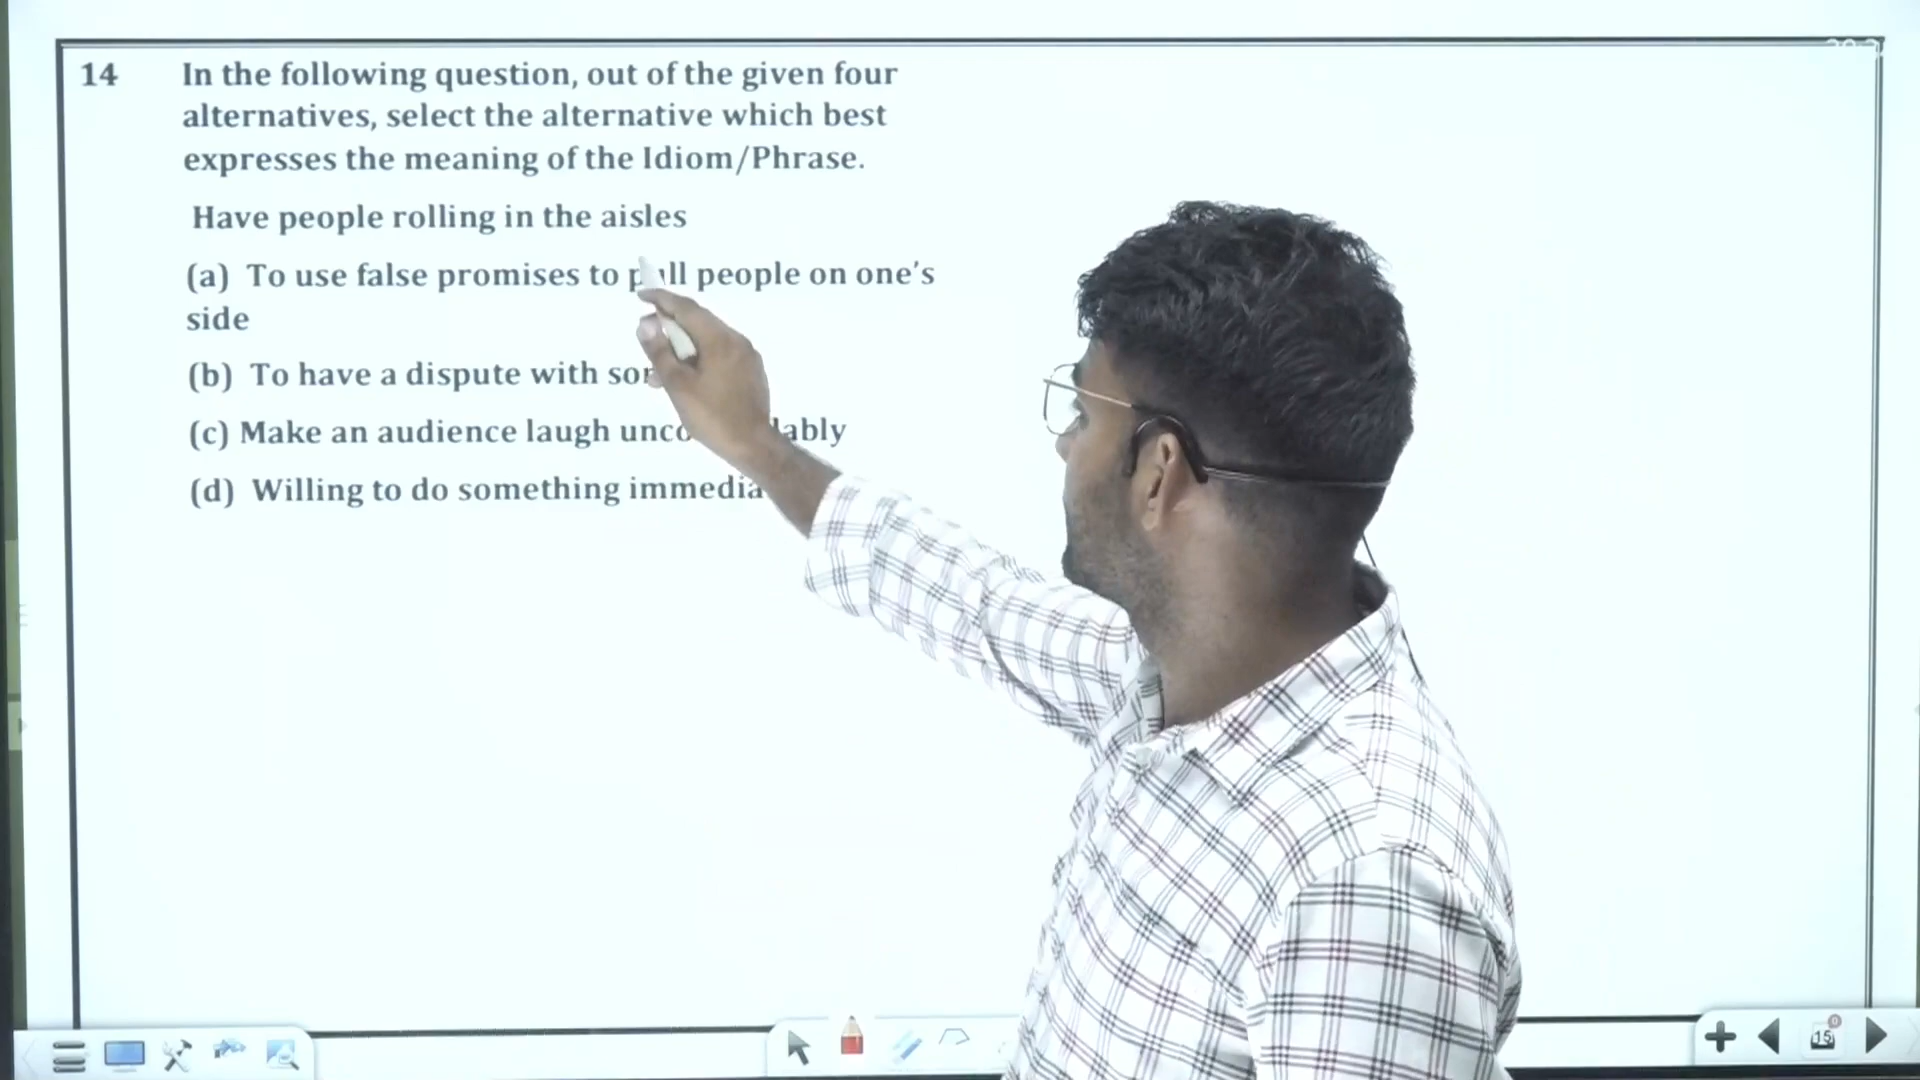 14 In the following question, out of the given four
alternatives, select the alternative which best
expresses the meaning of the Idiom/Phrase.
Have people rolling in the aisles
(a) To use false promises to pull people on one's
side
(b) To have a dispute with
(c) Make an audience laugh
(d) Willing to do something
15